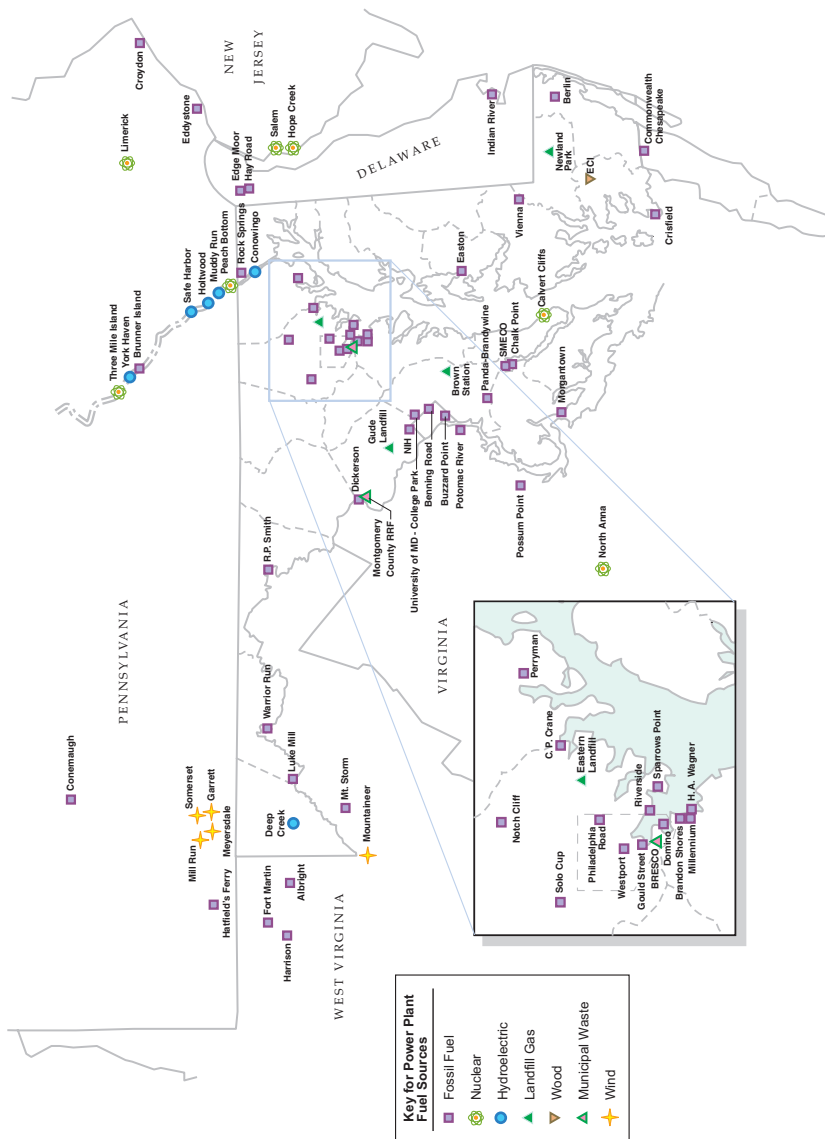 PENNSYLVANIA
NEW
JERSEY
DELAWARE
VIRGINIA
WEST VIRGINIA
Conemaugh
Somerset
Garrett
Mill Run
Meyersdale
Hatfield's Ferry
Fort Martin
Albright
Harrison
Deep
Creek
Luke Mill
Warrior Run
Mt. Storm
Mountaineer
R.P. Smith
Three Mile Island
York Haven
Brunner Island
Safe Harbor
Holtwood
Muddy Run
Peach Bottom
Rock Springs
Conowingo
Limerick
Croydon
Eddystone
Edge Moor
Hay Road
Salem
Hope Creek
Indian River
Berlin
Newland
Park
ECI
Commonwealth
Chesapeake
Crisfield
Vienna
Easton
Calvert Cliffs
Panda-Brandywine
SMECO
Chalk Point
Morgantown
Brown
Station
Gude
Landfill
NIH
University of MD - College Park
Benning Road
Buzzard Point
Potomac River
Dickerson
Montgomery
County RRF
Possum Point
North Anna
Perryman
C. P. Crane
Eastern
Landfill
Notch Cliff
Riverside
Sparrows Point
Philadelphia
Road
Solo Cup
Westport
Gould Street
BRESCO
Domino
Brandon Shores
Millennium
H. A. Wagner
Key for Power Plant
Fuel Sources
Fossil Fuel
Nuclear
Hydroelectric
Landfill Gas
Wood
Municipal Waste
Wind